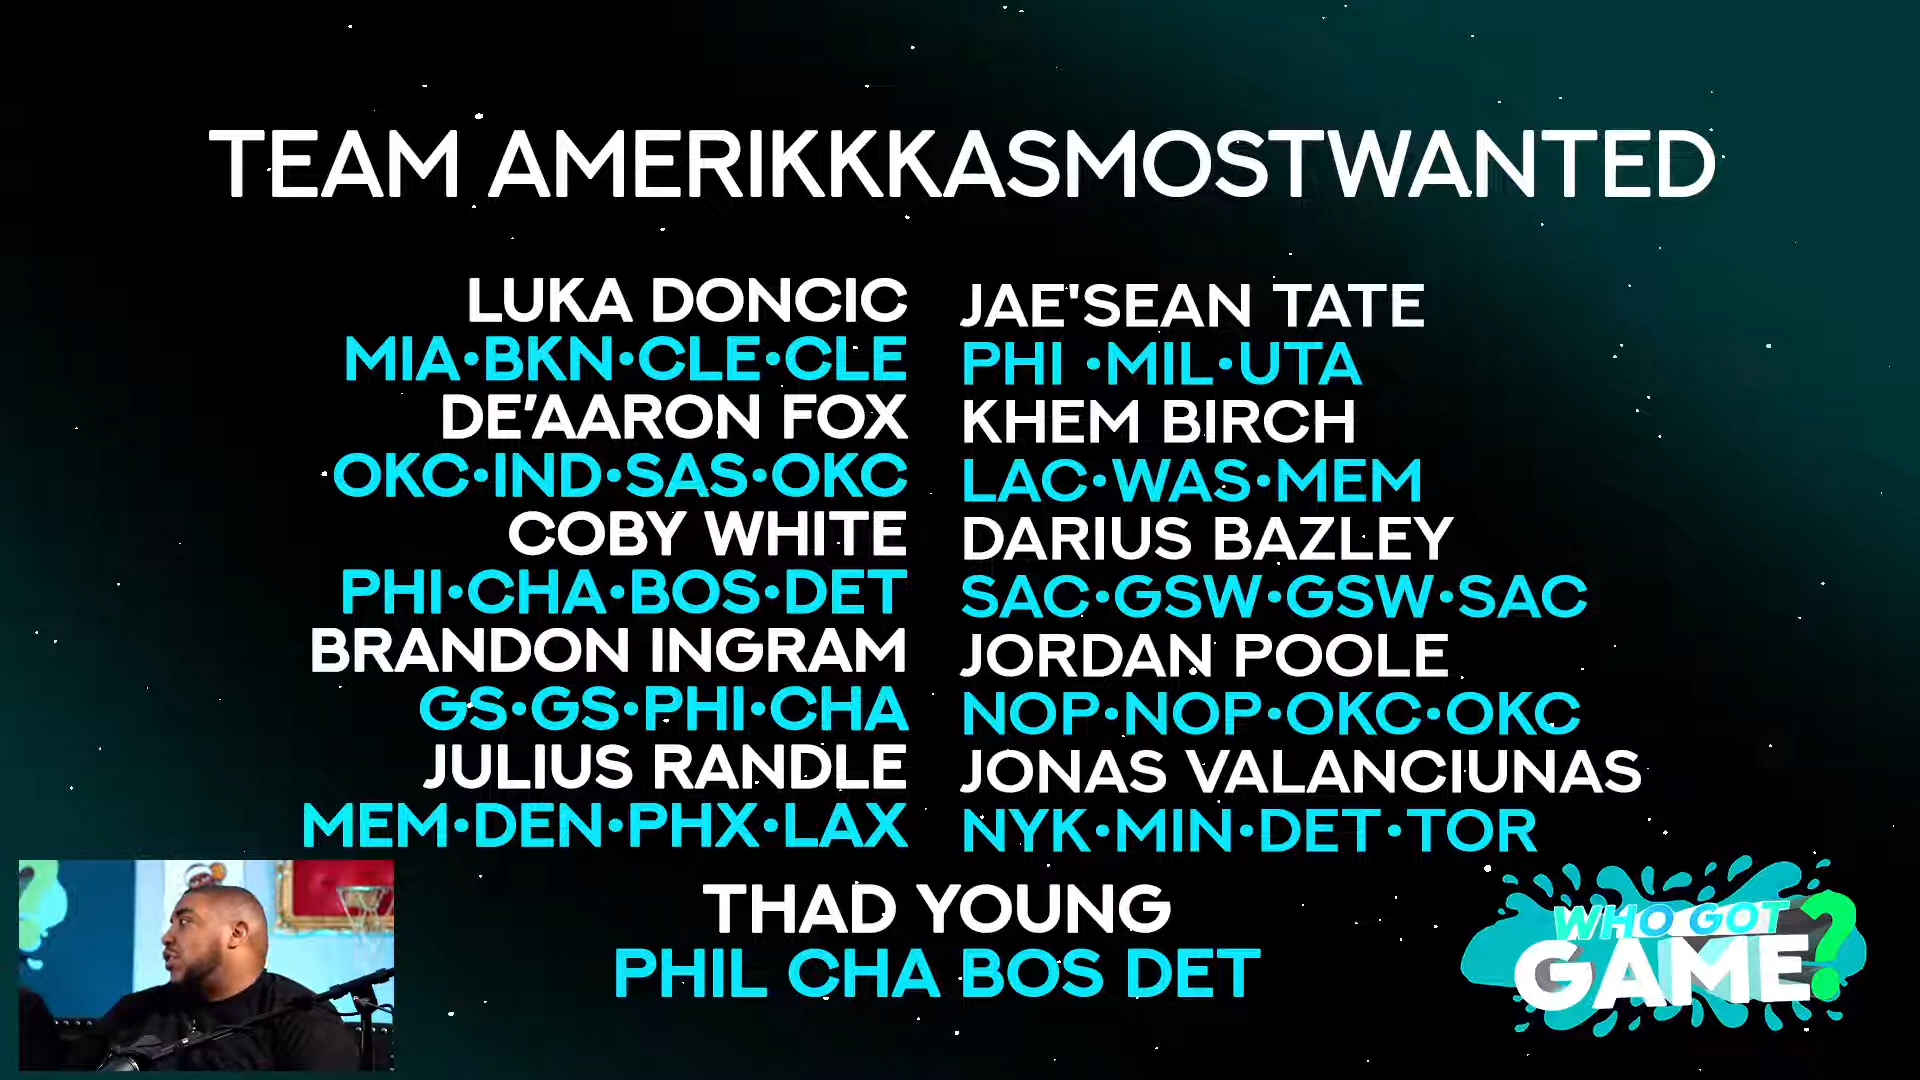 TEAM AMERIKKKASMOSTWANTED
LUKA DONCIC
MIA•BKN•CLE•CLE
DE’AARON FOX
OKC•IND•SAS•OKC
COBY WHITE
PHI•CHA•BOS•DET
BRANDON INGRAM
GS•GS•PHI•CHA
JULIUS RANDLE
MEM•DEN•PHX•LAX
JAE'SEAN TATE
PHI •MIL•UTA
KHEM BIRCH
LAC•WAS•MEM
DARIUS BAZLEY
SAC•GSW•GSW•SAC
JORDAN POOLE
NOP•NOP•OKC•OKC
JONAS VALANCIUNAS
NYK•MIN•DET•TOR
THAD YOUNG
PHIL CHA BOS DET
WHO GOT
GAME?